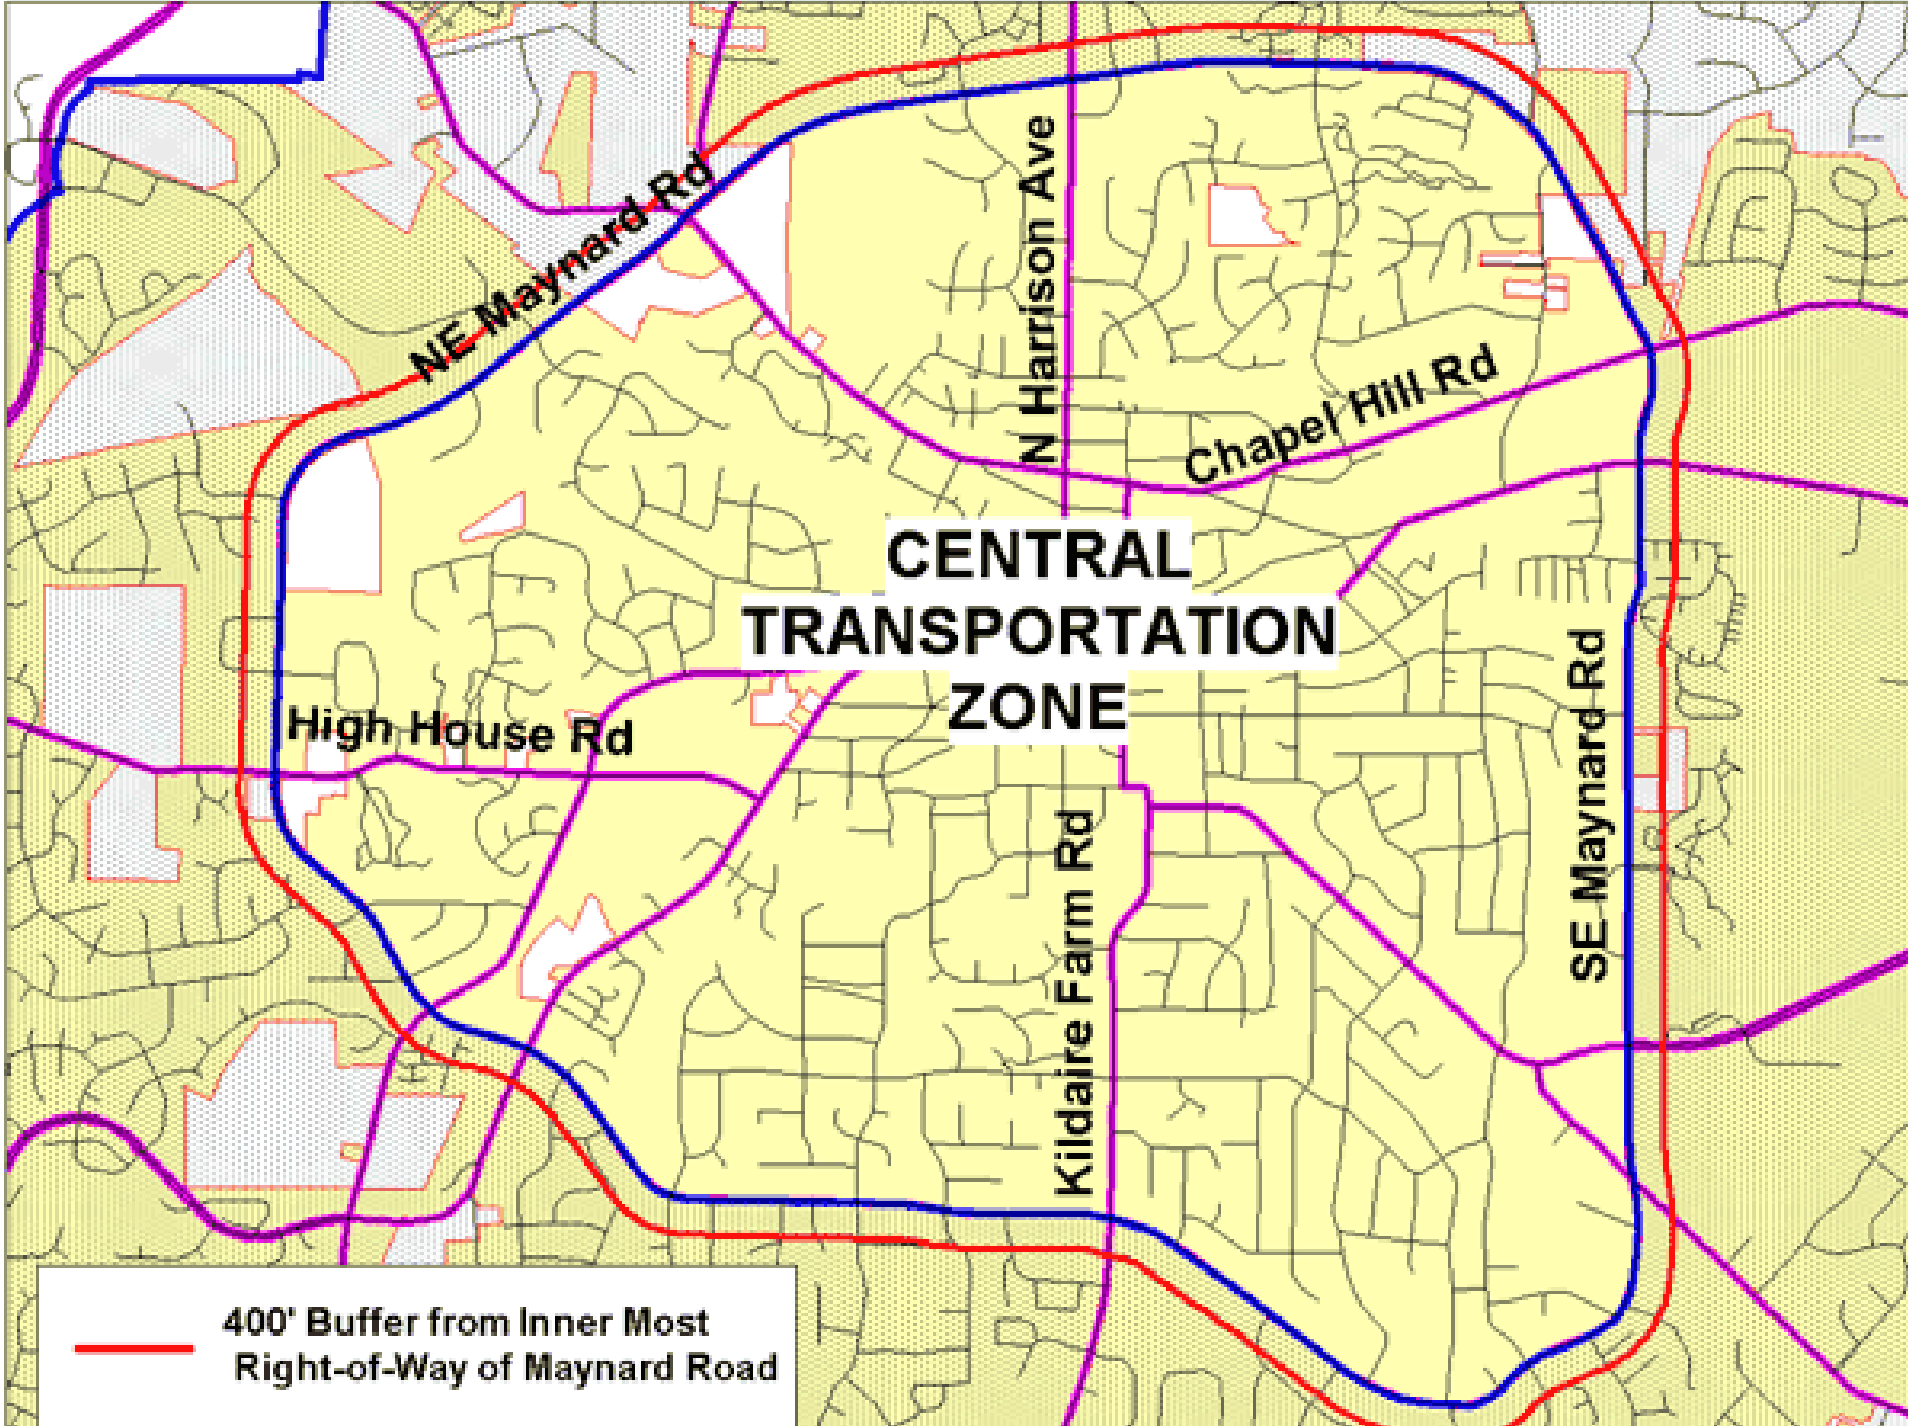 NE Maynard Rd
N Harrison Ave
Chapel Hill Rd
CENTRAL
TRANSPORTATION
ZONE
High House Rd
SE Maynard Rd
Kildaire Farm Rd
400' Buffer from Inner Most
Right-of-Way of Maynard Road